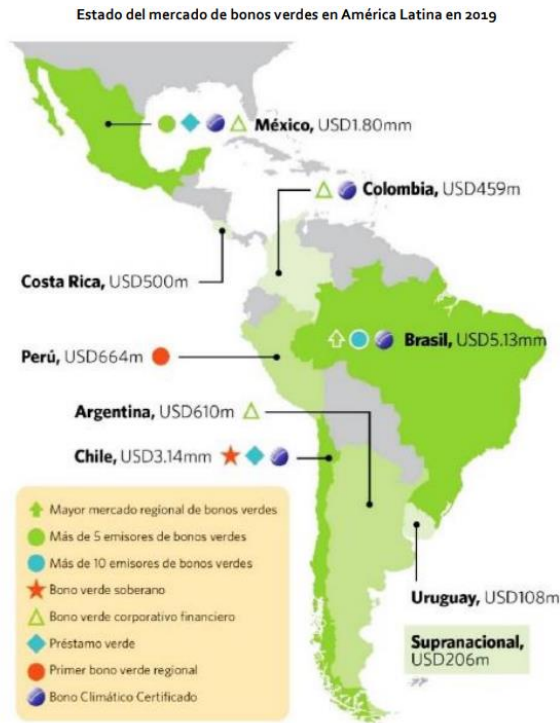 Estado del mercado de bonos verdes en América Latina en 2019
México, USD1.80mm
Colombia, USD459m
Costa Rica, USD500m
Brasil, USD5.13mm
Perú, USD664m
Argentina, USD610m
Chile, USD3.14mm
Mayor mercado regional de bonos verdes
Más de 5 emisores de bonos verdes
Más de 10 emisores de bonos verdes
Bono verde soberano
Bono verde corporativo financiero
Préstamo verde
Primer bono verde regional
Bono Climático Certificado
Uruguay, USD108m
Supranacional,
USD206m